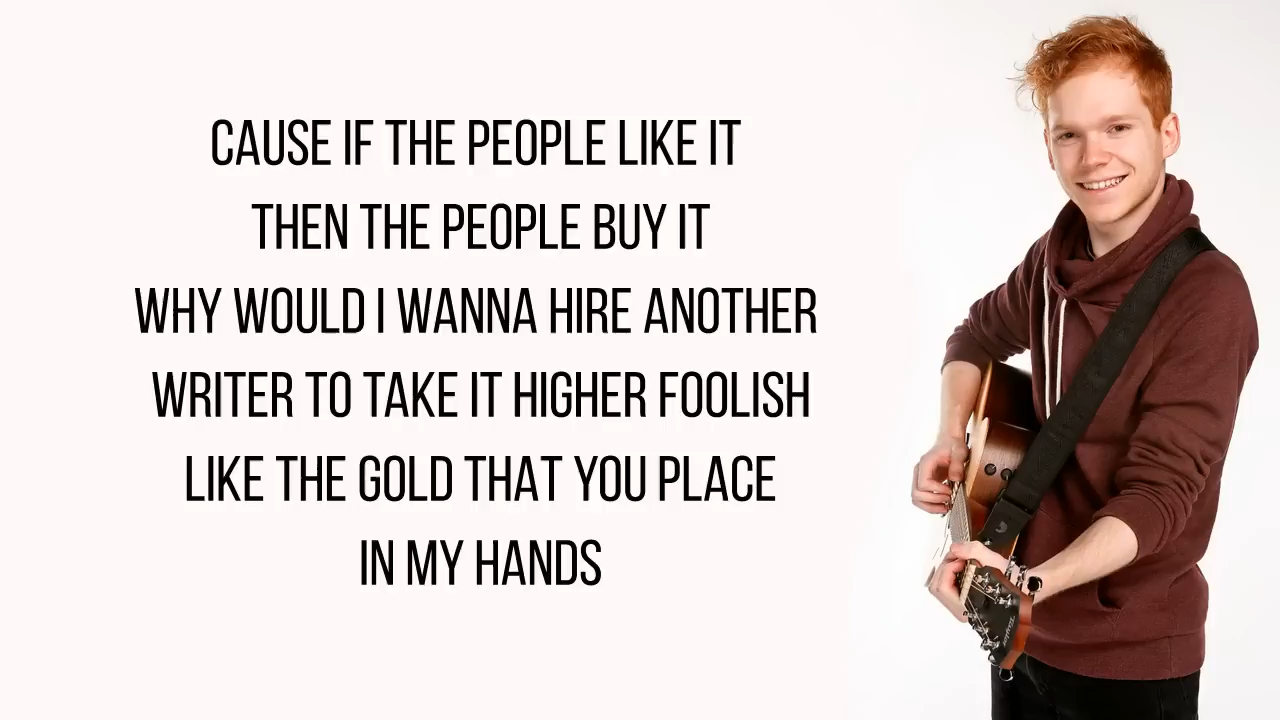 CAUSE IF THE PEOPLE LIKE IT
THEN THE PEOPLE BUY IT
WHY WOULD I WANNA HIRE ANOTHER
WRITER TO TAKE IT HIGHER FOOLISH
LIKE THE GOLD THAT YOU PLACE
IN MY HANDS